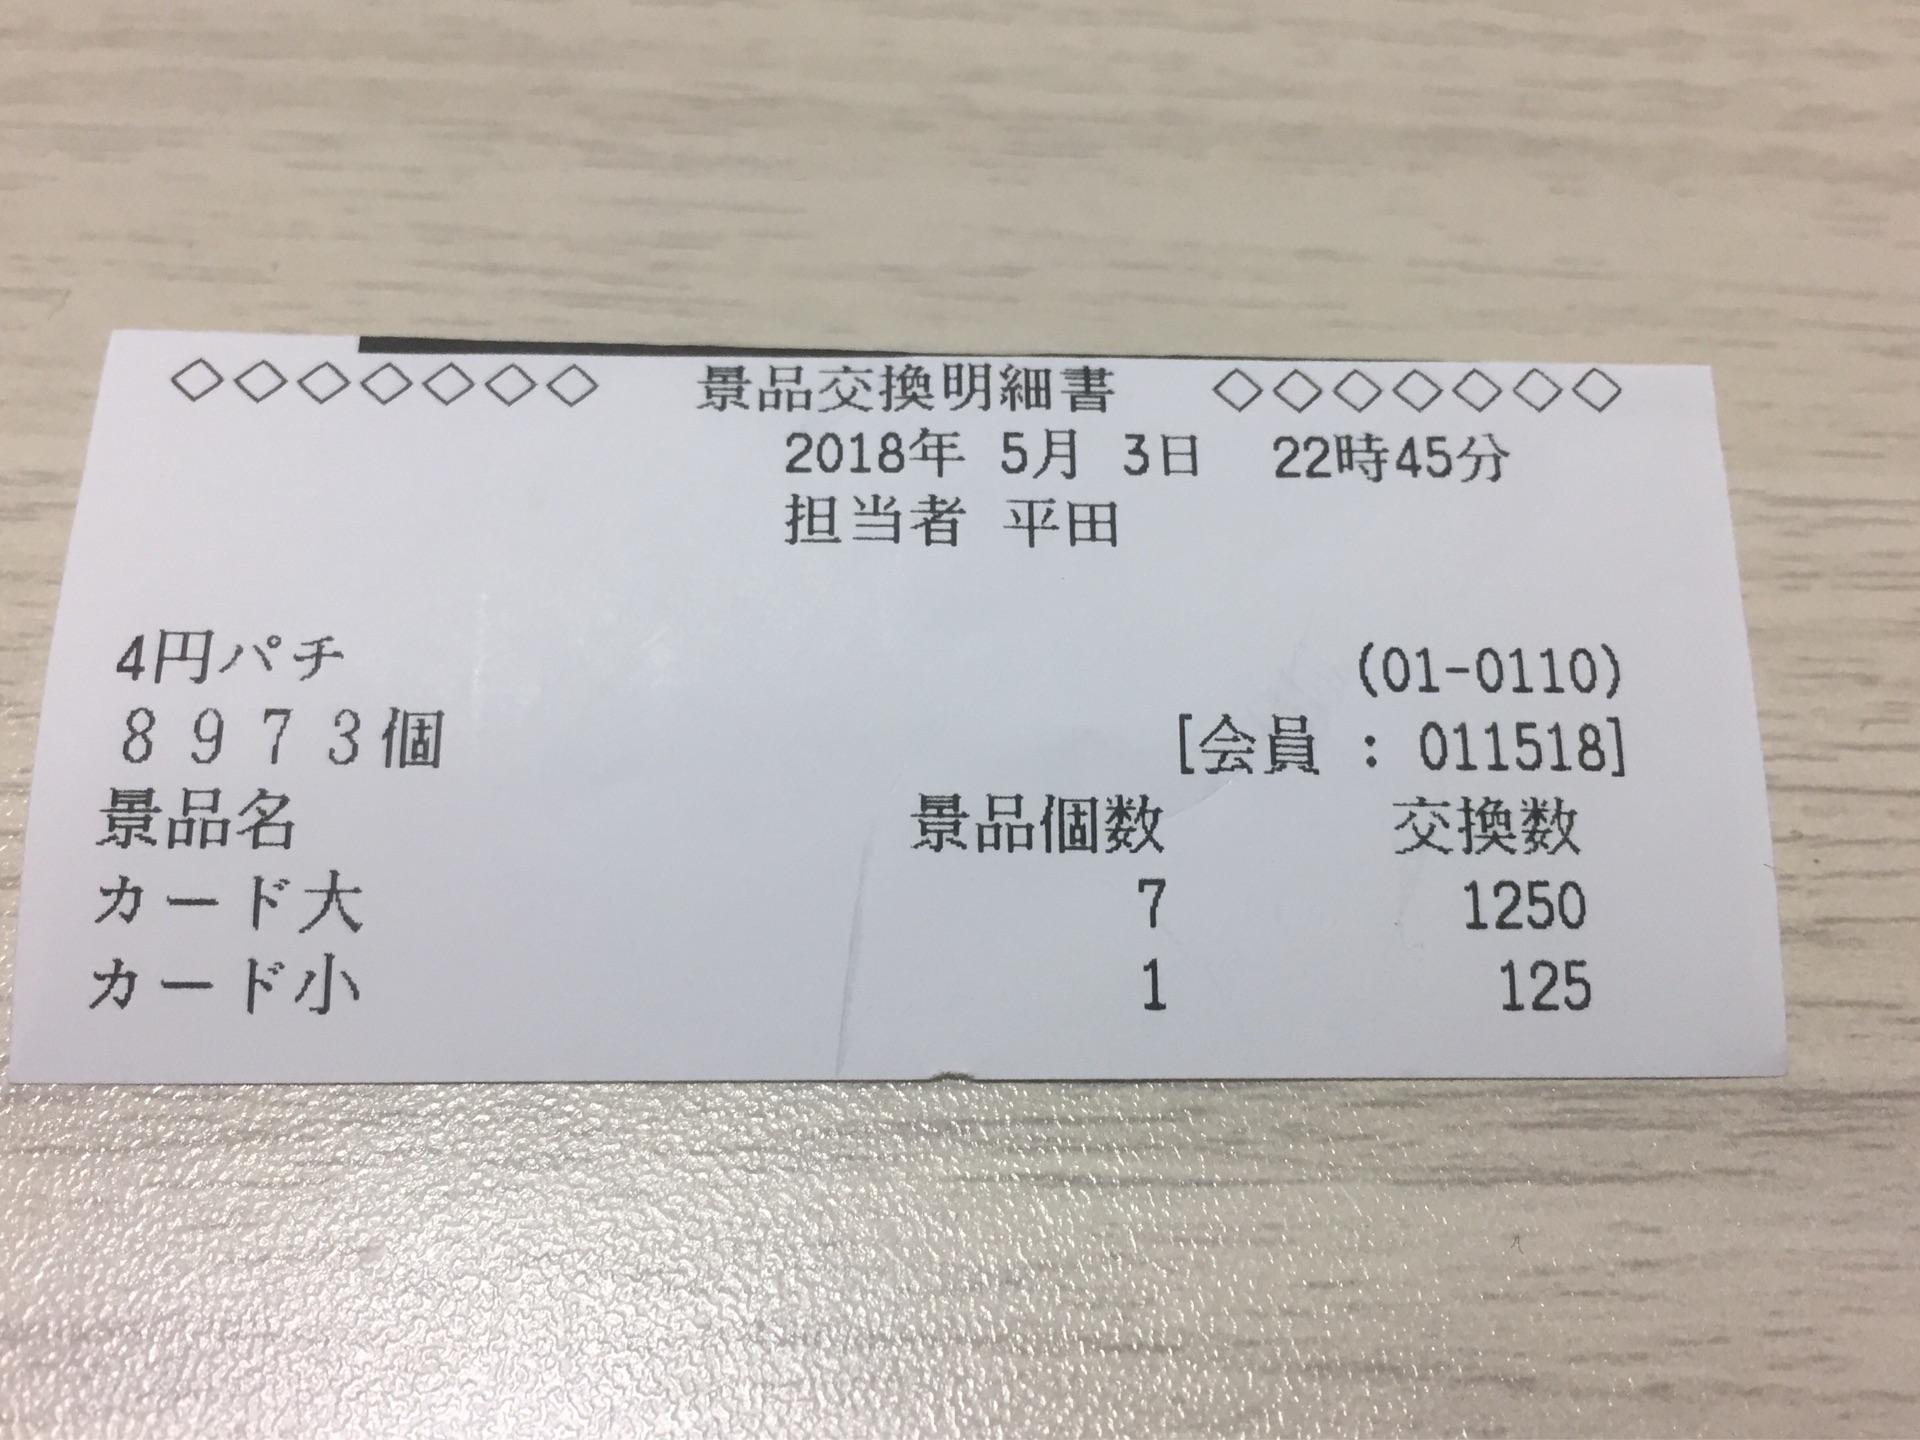 ◇◇◇◇◇◇◇ 景品交換明細書 ◇◇◇◇◇◇◇
2018年 5月 3日 22時45分
担当者 平田
4円パチ (01-0110)
8973個 [会員 : 011518]
景品名 景品個数 交換数
カード大 7 1250
カード小 1 125